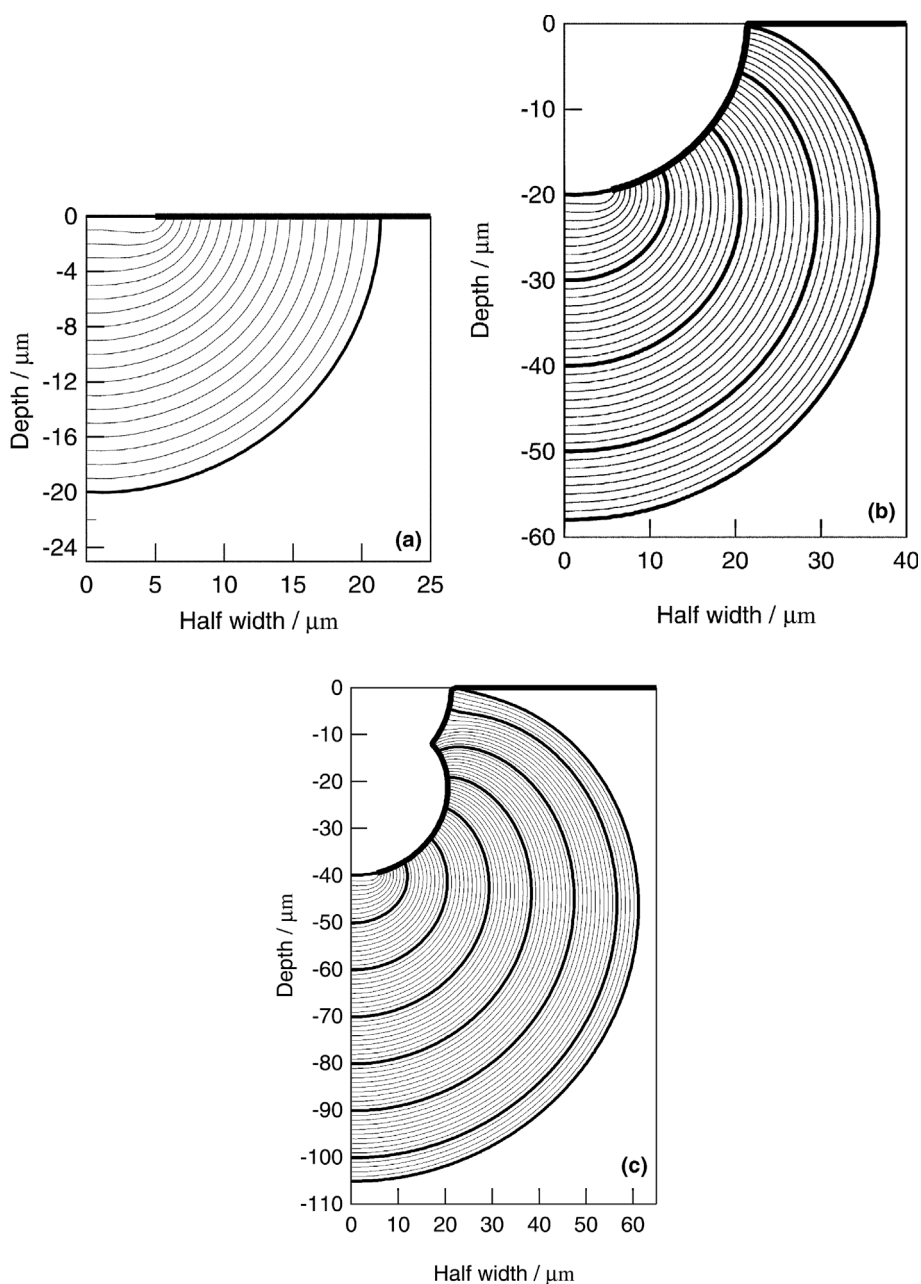 0
-4
-8
-12
-16
-20
-24
Depth / µm
0 5 10 15 20 25
Half width / µm
(a)
0
-10
-20
-30
-40
-50
-60
Depth / µm
0 10 20 30 40
Half width / µm
(b)
0
-10
-20
-30
-40
-50
-60
-70
-80
-90
-100
-110
Depth / µm
0 10 20 30 40 50 60
Half width / µm
(c)